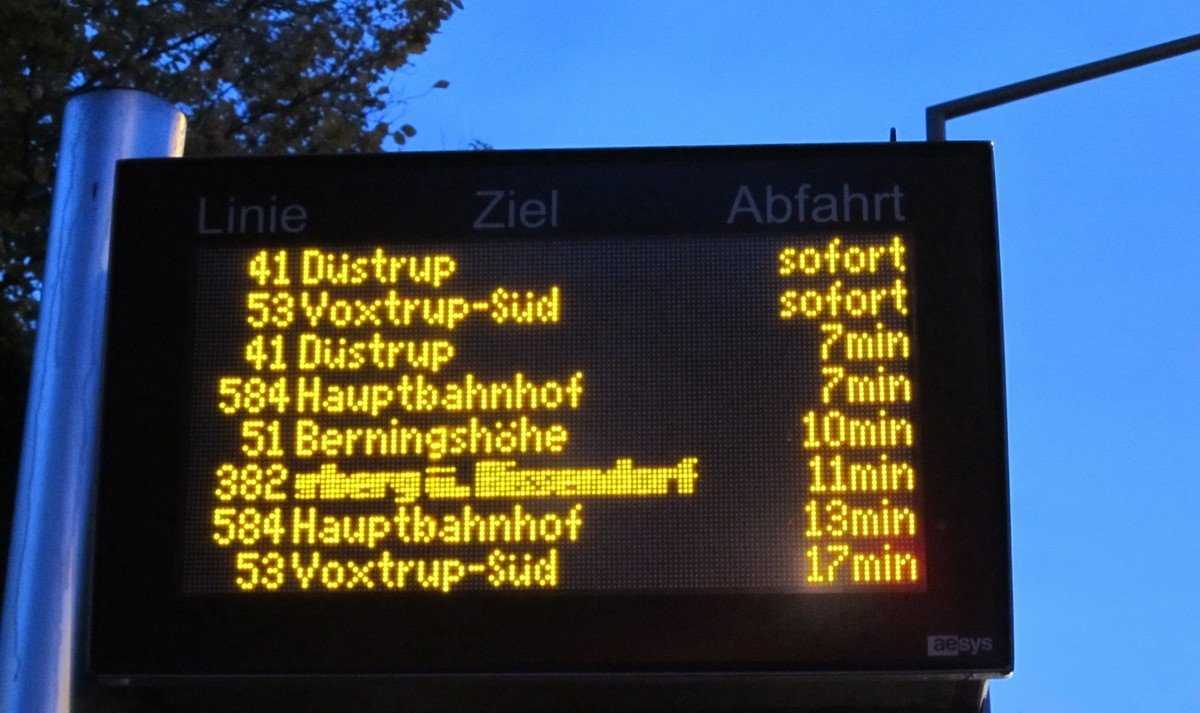 Linie Ziel Abfahrt
41 Düstrup sofort
53 Voxtrup-Süd sofort
41 Düstrup 7min
584 Hauptbahnhof 7min
51 Berningshöhe 10min
382 11min
584 Hauptbahnhof 13min
53 Voxtrup-Süd 17min
aesys